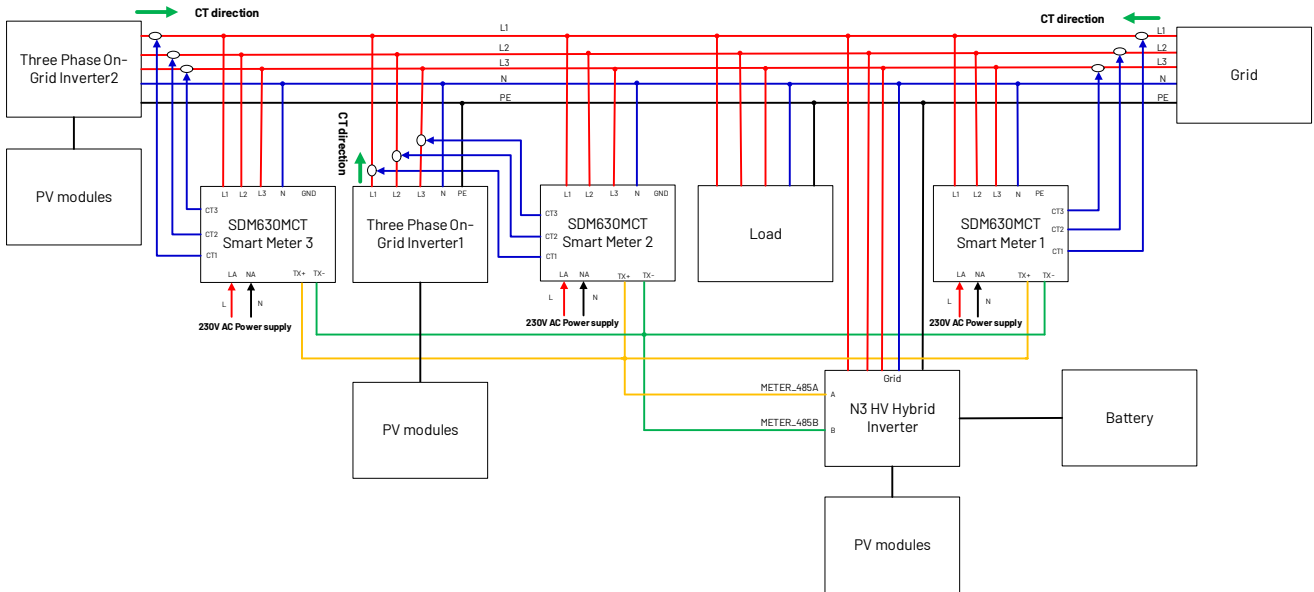 CT direction
CT direction
L1
L2
L3
N
PE
L1
L2
L3
N
PE
Three Phase On-
Grid Inverter2
Grid
PV modules
CT direction
L1 L2 L3 N GND
CT3
CT2
CT1
SDM630MCT
Smart Meter 3
LA NA TX+ TX-
L N
230V AC Power supply
L1 L2 L3 N PE
Three Phase On-
Grid Inverter1
L1 L2 L3 N GND
CT3
CT2
CT1
SDM630MCT
Smart Meter 2
LA NA TX+ TX-
L N
230V AC Power supply
Load
L1 L2 L3 N PE
CT3
CT2
CT1
SDM630MCT
Smart Meter 1
LA NA TX+ TX-
L N
230V AC Power supply
PV modules
METER_485A
METER_485B
Grid
A
B
N3 HV Hybrid
Inverter
Battery
PV modules